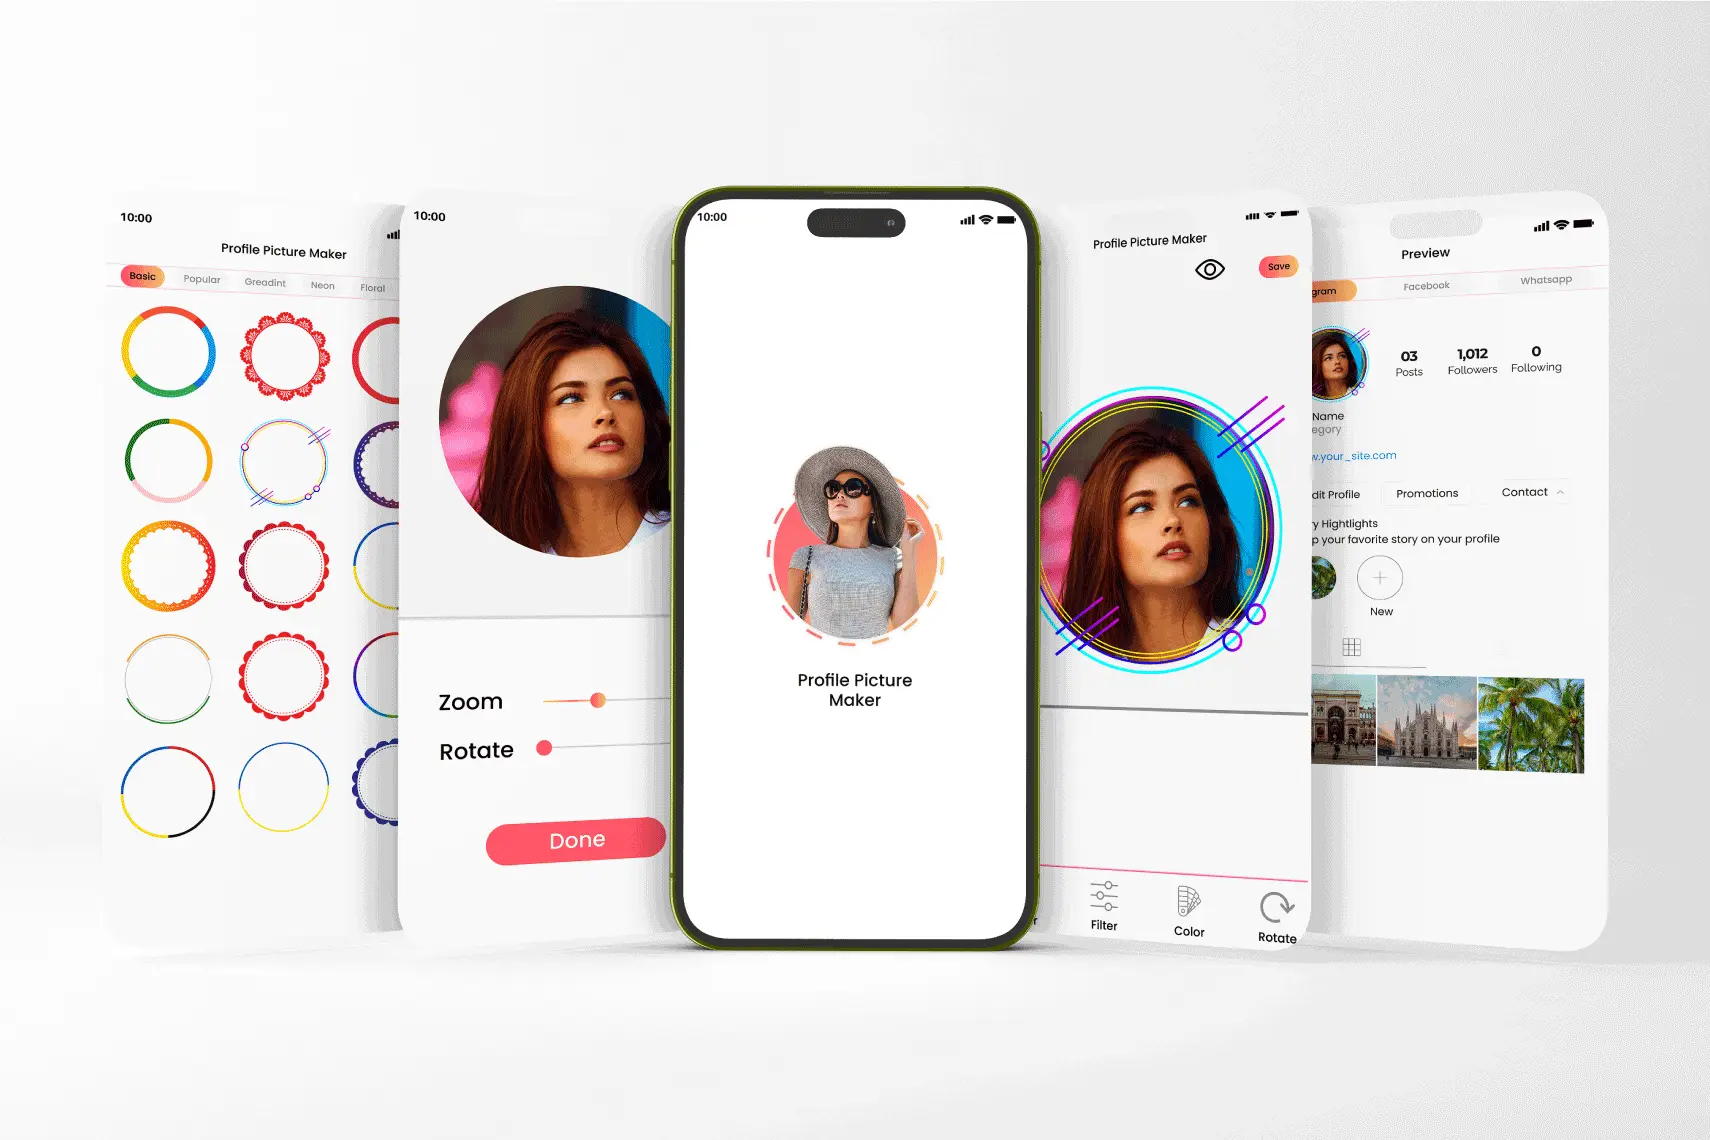 10:00
Profile Picture Maker
Basic
Popular
Greadint
Neon
Floral
10:00
Zoom
Rotate
Done
10:00
Profile Picture
Maker
Profile Picture Maker
Save
Filter
Color
Rotate
Preview
gram
Facebook
Whatsapp
03
Posts
1,012
Followers
0
Following
Name
egory
w.your_site.com
dit Profile
Promotions
Contact
y Hightlights
p your favorite story on your profile
New